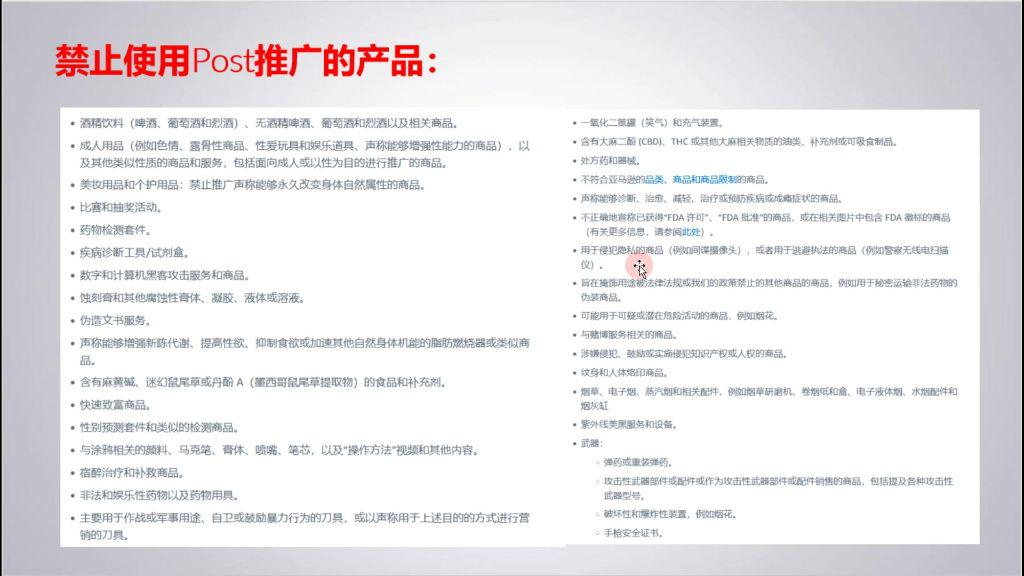 禁止使用Post推广的产品：
• 酒精饮料（啤酒、葡萄酒和烈酒）、无酒精啤酒、葡萄酒和烈酒以及相关商品。
• 成人用品（例如色情、露骨性商品、性爱玩具和娱乐道具、声称能够增强性能力的商品），以
及其他类似性质的商品和服务，包括面向成人或以性为目的进行推广的商品。
• 美妆用品和个护用品：禁止推广声称能够永久改变身体自然属性的商品。
• 比赛和抽奖活动。
• 药物检测套件。
• 疾病诊断工具/试剂盒。
• 数字和计算机黑客攻击服务和商品。
• 蚀刻膏和其他腐蚀性膏体、凝胶、液体或溶液。
• 伪造文书服务。
• 声称能够增强新陈代谢、提高性欲、抑制食欲或加速其他自然身体机能的脂肪燃烧器或类似商
品。
• 含有麻黄碱、迷幻鼠尾草或丹酚 A（墨西哥鼠尾草提取物）的食品和补充剂。
• 快速致富商品。
• 性别预测套件和类似的检测商品。
• 与涂鸦相关的颜料、马克笔、膏体、喷嘴、笔芯，以及“操作方法”视频和其他内容。
• 宿醉治疗和补救商品。
• 非法和娱乐性药物以及药物用具。
• 主要用于作战或军事用途、自卫或鼓励暴力行为的刀具，或以声称用于上述目的的方式进行营
销的刀具。
• 一氧化二氮罐（笑气）和充气装置。
• 含有大麻二酚 (CBD)、THC 或其他大麻相关物质的油类、补充剂或可吸食制品。
• 处方药和器械。
• 不符合亚马逊的品类、商品和商品限制的商品。
• 声称能够诊断、治愈、减轻、治疗或预防疾病或成瘾症状的商品。
• 不正确地宣称已获得“FDA 许可”、“FDA 批准”的商品，或在相关图片中包含 FDA 徽标的商品
（有关更多信息，请参阅此处）。
• 用于侵犯隐私的商品（例如间谍摄像头），或者用于逃避执法的商品（例如警察无线电扫描
仪）。
• 旨在掩饰用途被法律法规或我们的政策禁止的其他商品的商品，例如用于秘密运输非法药物的
伪装商品。
• 可能用于可疑或潜在危险活动的商品，例如烟花。
• 与赌博服务相关的商品。
• 涉嫌侵犯、鼓励或实施侵犯知识产权或人权的商品。
• 纹身和人体烙印商品。
• 烟草、电子烟、蒸汽烟和相关配件，例如烟草研磨机、卷烟纸和盒、电子液体烟、水烟配件和
烟灰缸
• 紫外线美黑服务和设备。
• 武器：
○ 弹药或重装弹药。
○ 攻击性武器部件或配件或作为攻击性武器部件或配件销售的商品，包括提及各种攻击性
武器型号。
○ 破坏性和爆炸性装置，例如烟花。
○ 手枪安全证书。